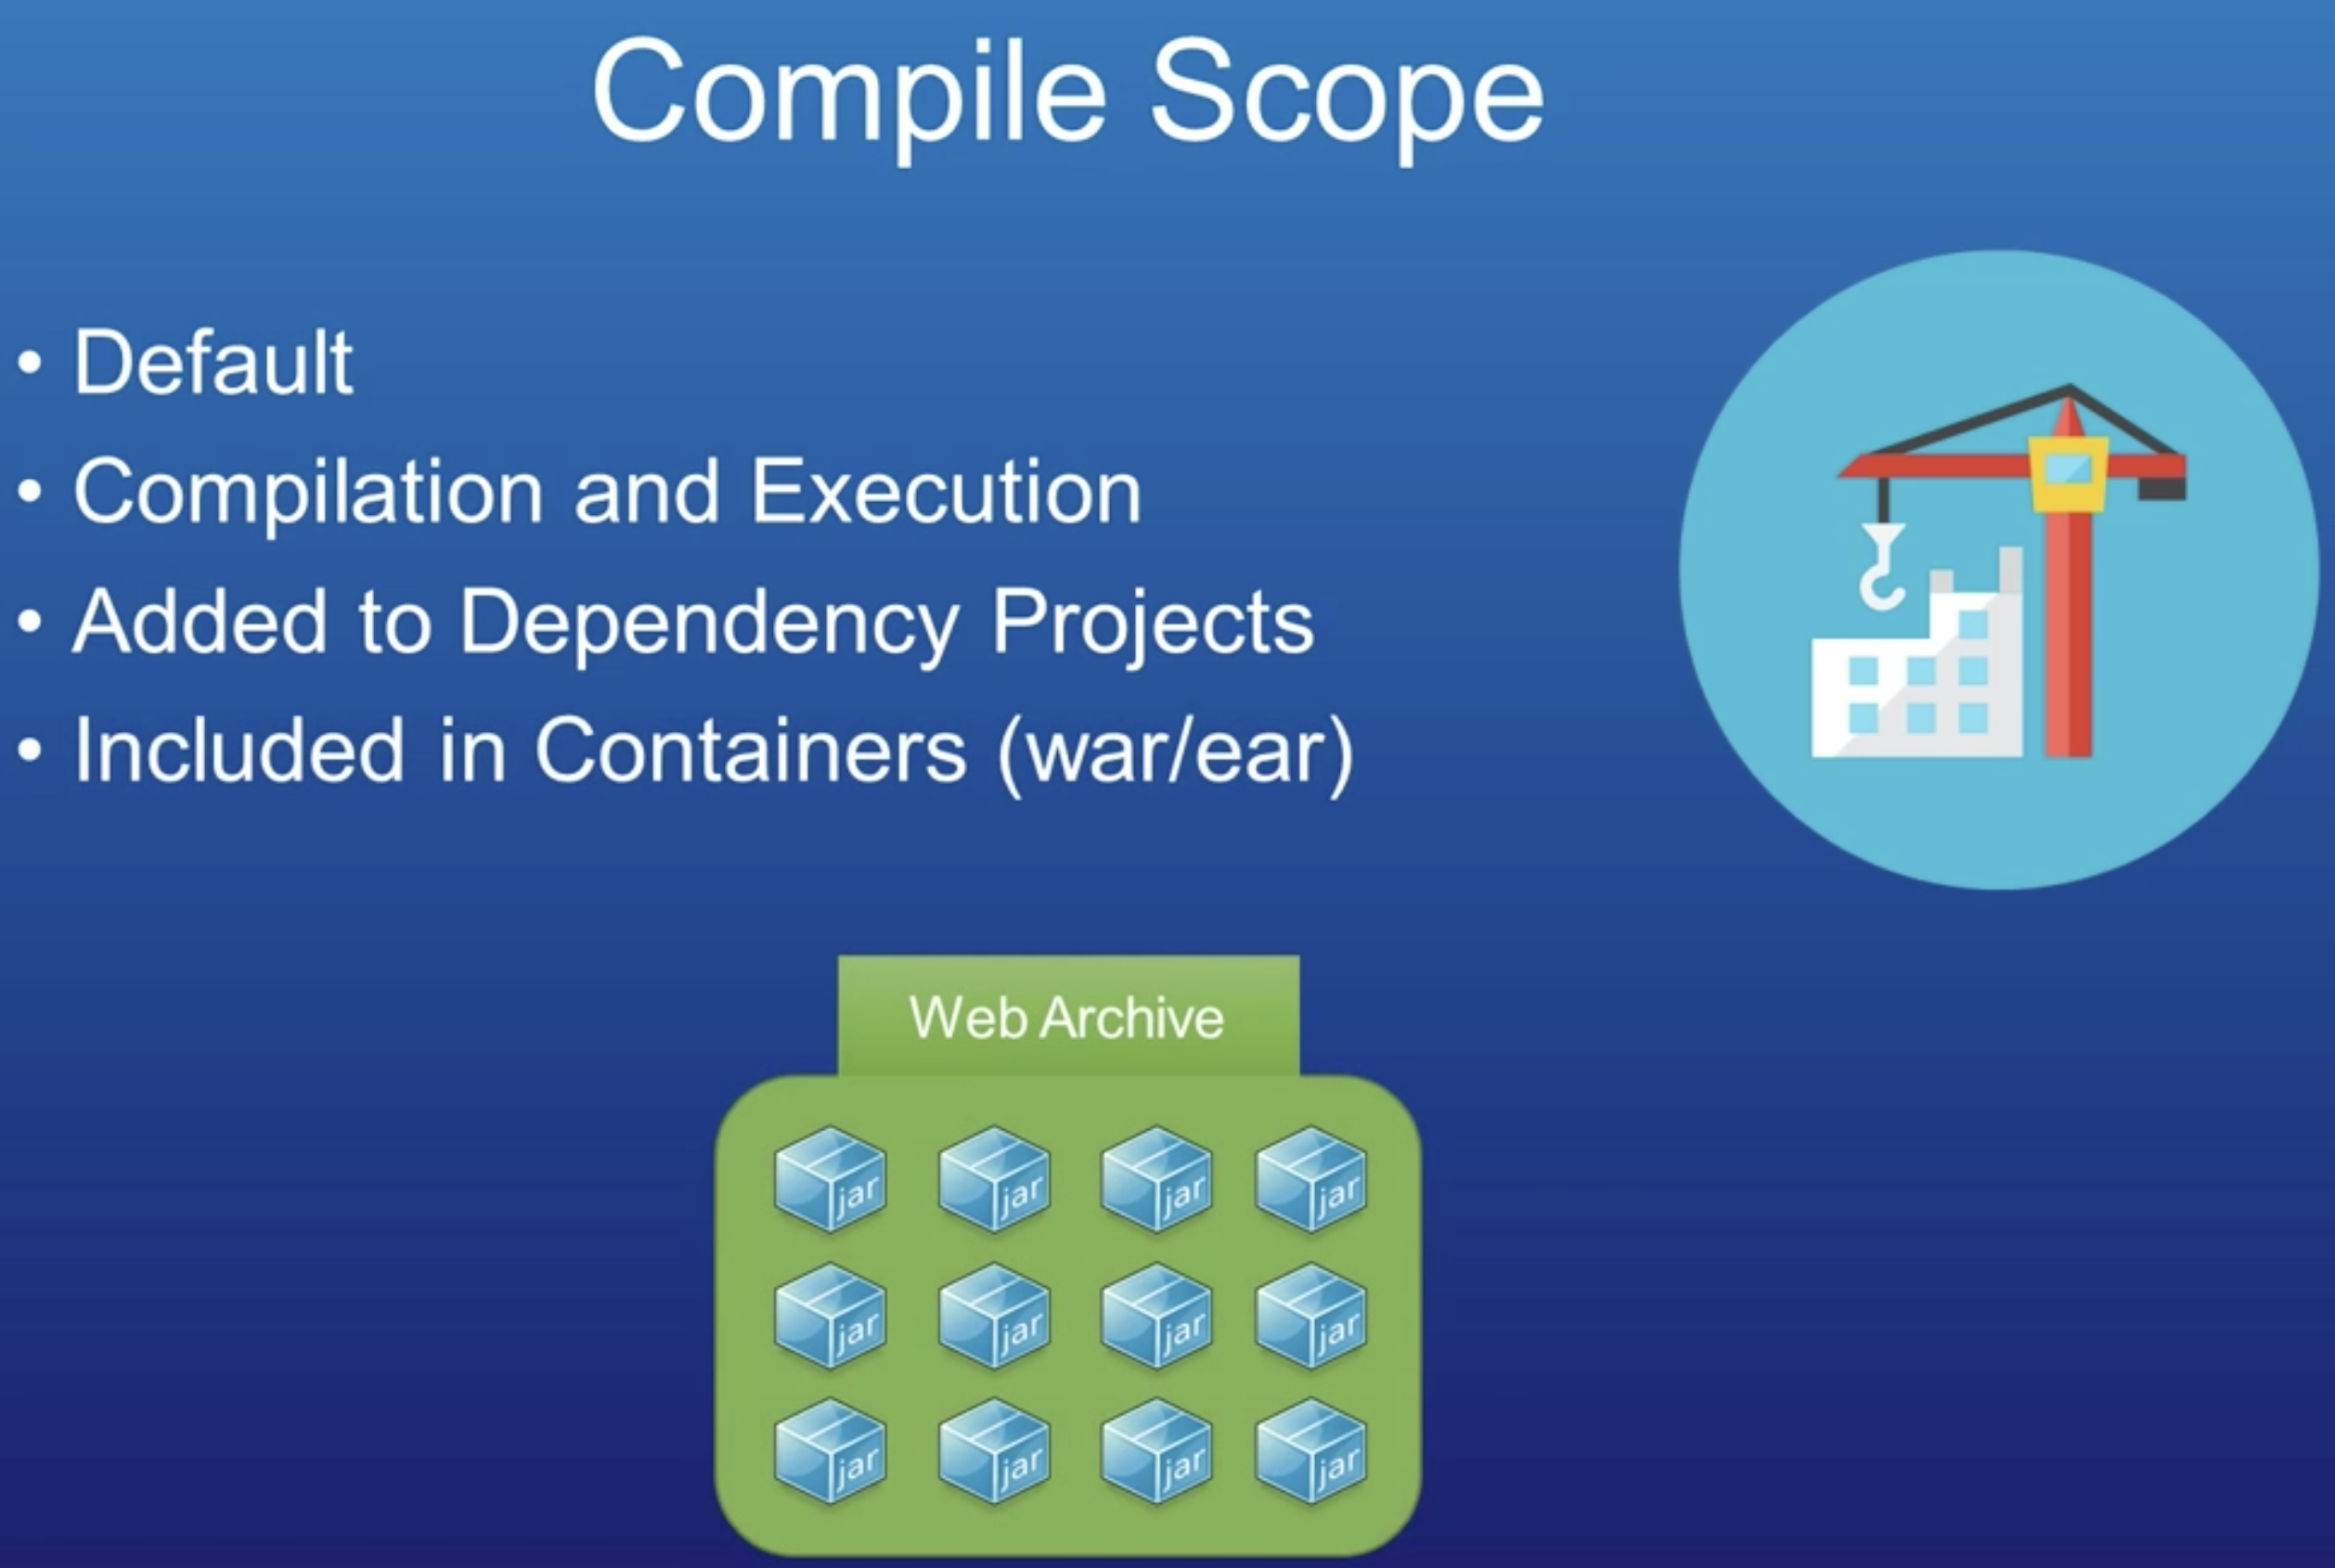 Compile Scope
• Default
• Compilation and Execution
• Added to Dependency Projects
• Included in Containers (war/ear)
Web Archive
jar jar jar jar
jar jar jar jar
jar jar jar jar